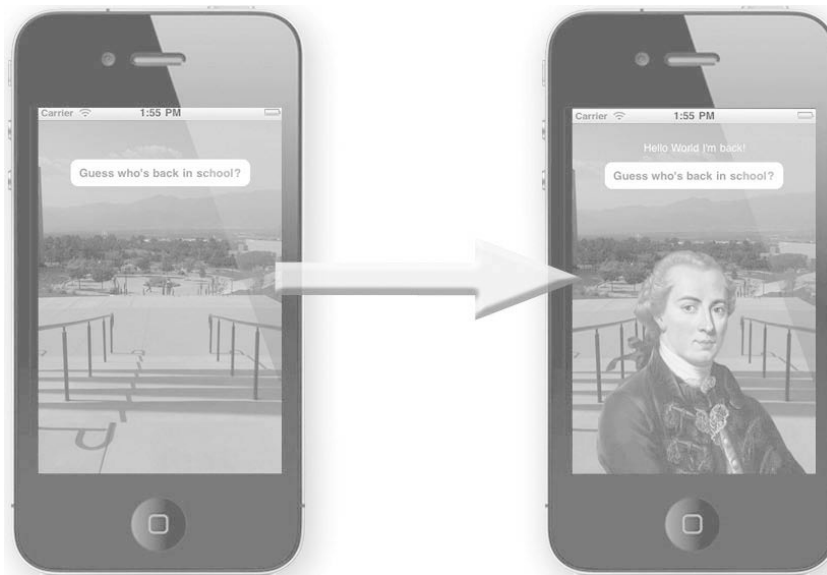 Carrier 1:55 PM
Guess who's back in school?
Carrier 1:55 PM
Hello World I'm back!
Guess who's back in school?